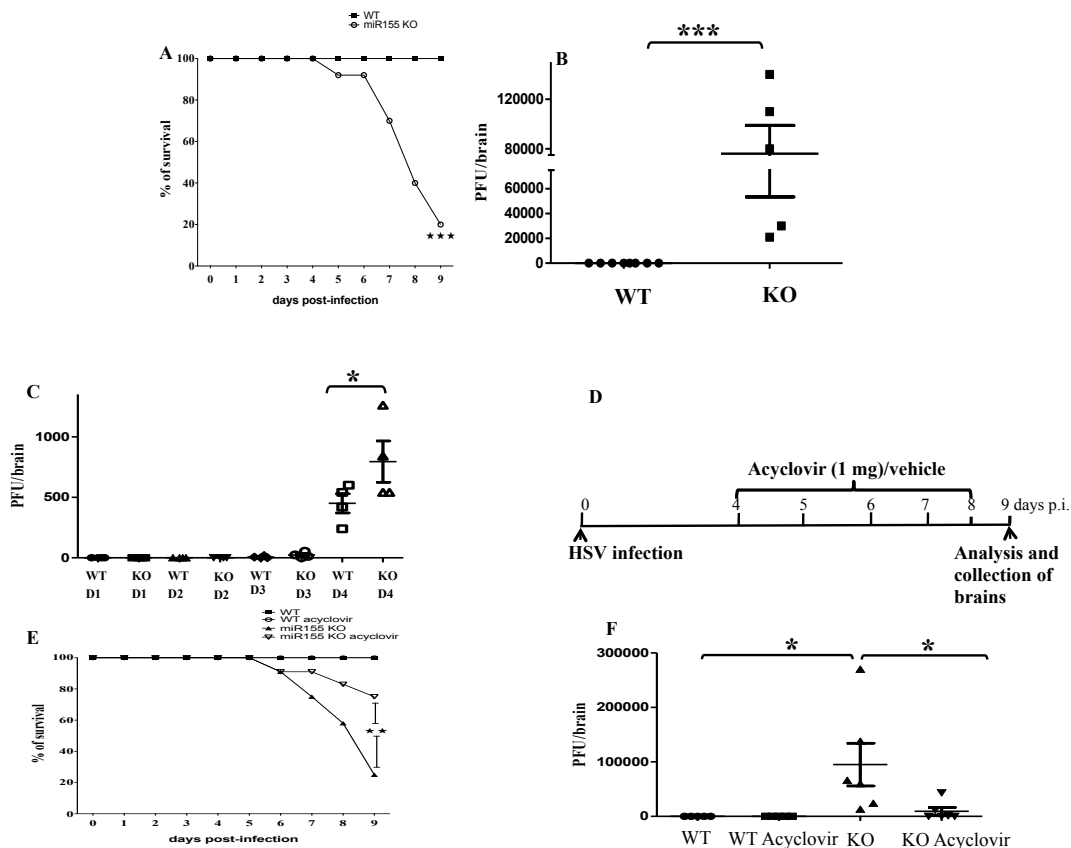 WT
miR155 KO
A
100
80
60
40
20
0
% of survival
0 1 2 3 4 5 6 7 8 9
days post-infection
★★★
B
***
120000
80000
60000
40000
20000
0
PFU/brain
WT KO
C
*
1000
500
0
PFU/brain
WT KO WT KO WT KO WT KO
D1 D1 D2 D2 D3 D3 D4 D4
D
Acyclovir (1 mg)/vehicle
0 4 5 6 7 8 9 days p.i.
HSV infection
Analysis and
collection of
brains
E
WT
WT acyclovir
miR155 KO
miR155 KO acyclovir
100
80
60
40
20
0
% of survival
★★
0 1 2 3 4 5 6 7 8 9
days post-infection
F
* *
300000
200000
100000
0
PFU/brain
WT WT Acyclovir KO KO Acyclovir